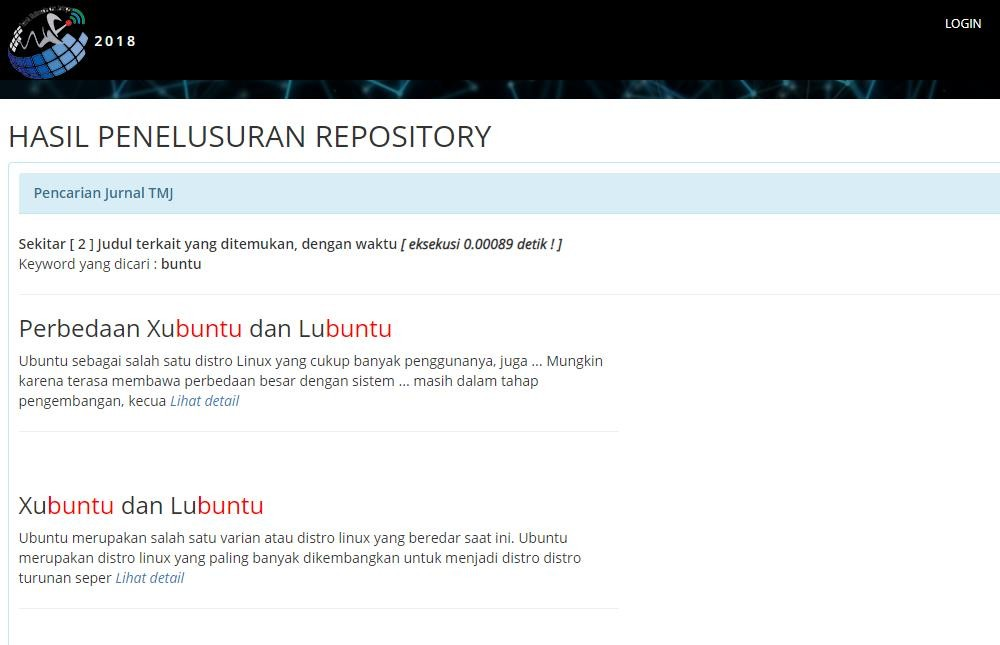 2018
LOGIN
HASIL PENELUSURAN REPOSITORY
Pencarian Jurnal TMJ
Sekitar [ 2 ] Judul terkait yang ditemukan, dengan waktu [ eksekusi 0.00089 detik ! ]
Keyword yang dicari : buntu
Perbedaan Xubuntu dan Lubuntu
Ubuntu sebagai salah satu distro Linux yang cukup banyak penggunanya, juga ... Mungkin
karena terasa membawa perbedaan besar dengan sistem ... masih dalam tahap
pengembangan, kecua Lihat detail
Xubuntu dan Lubuntu
Ubuntu merupakan salah satu varian atau distro linux yang beredar saat ini. Ubuntu
merupakan distro linux yang paling banyak dikembangkan untuk menjadi distro distro
turunan seper Lihat detail